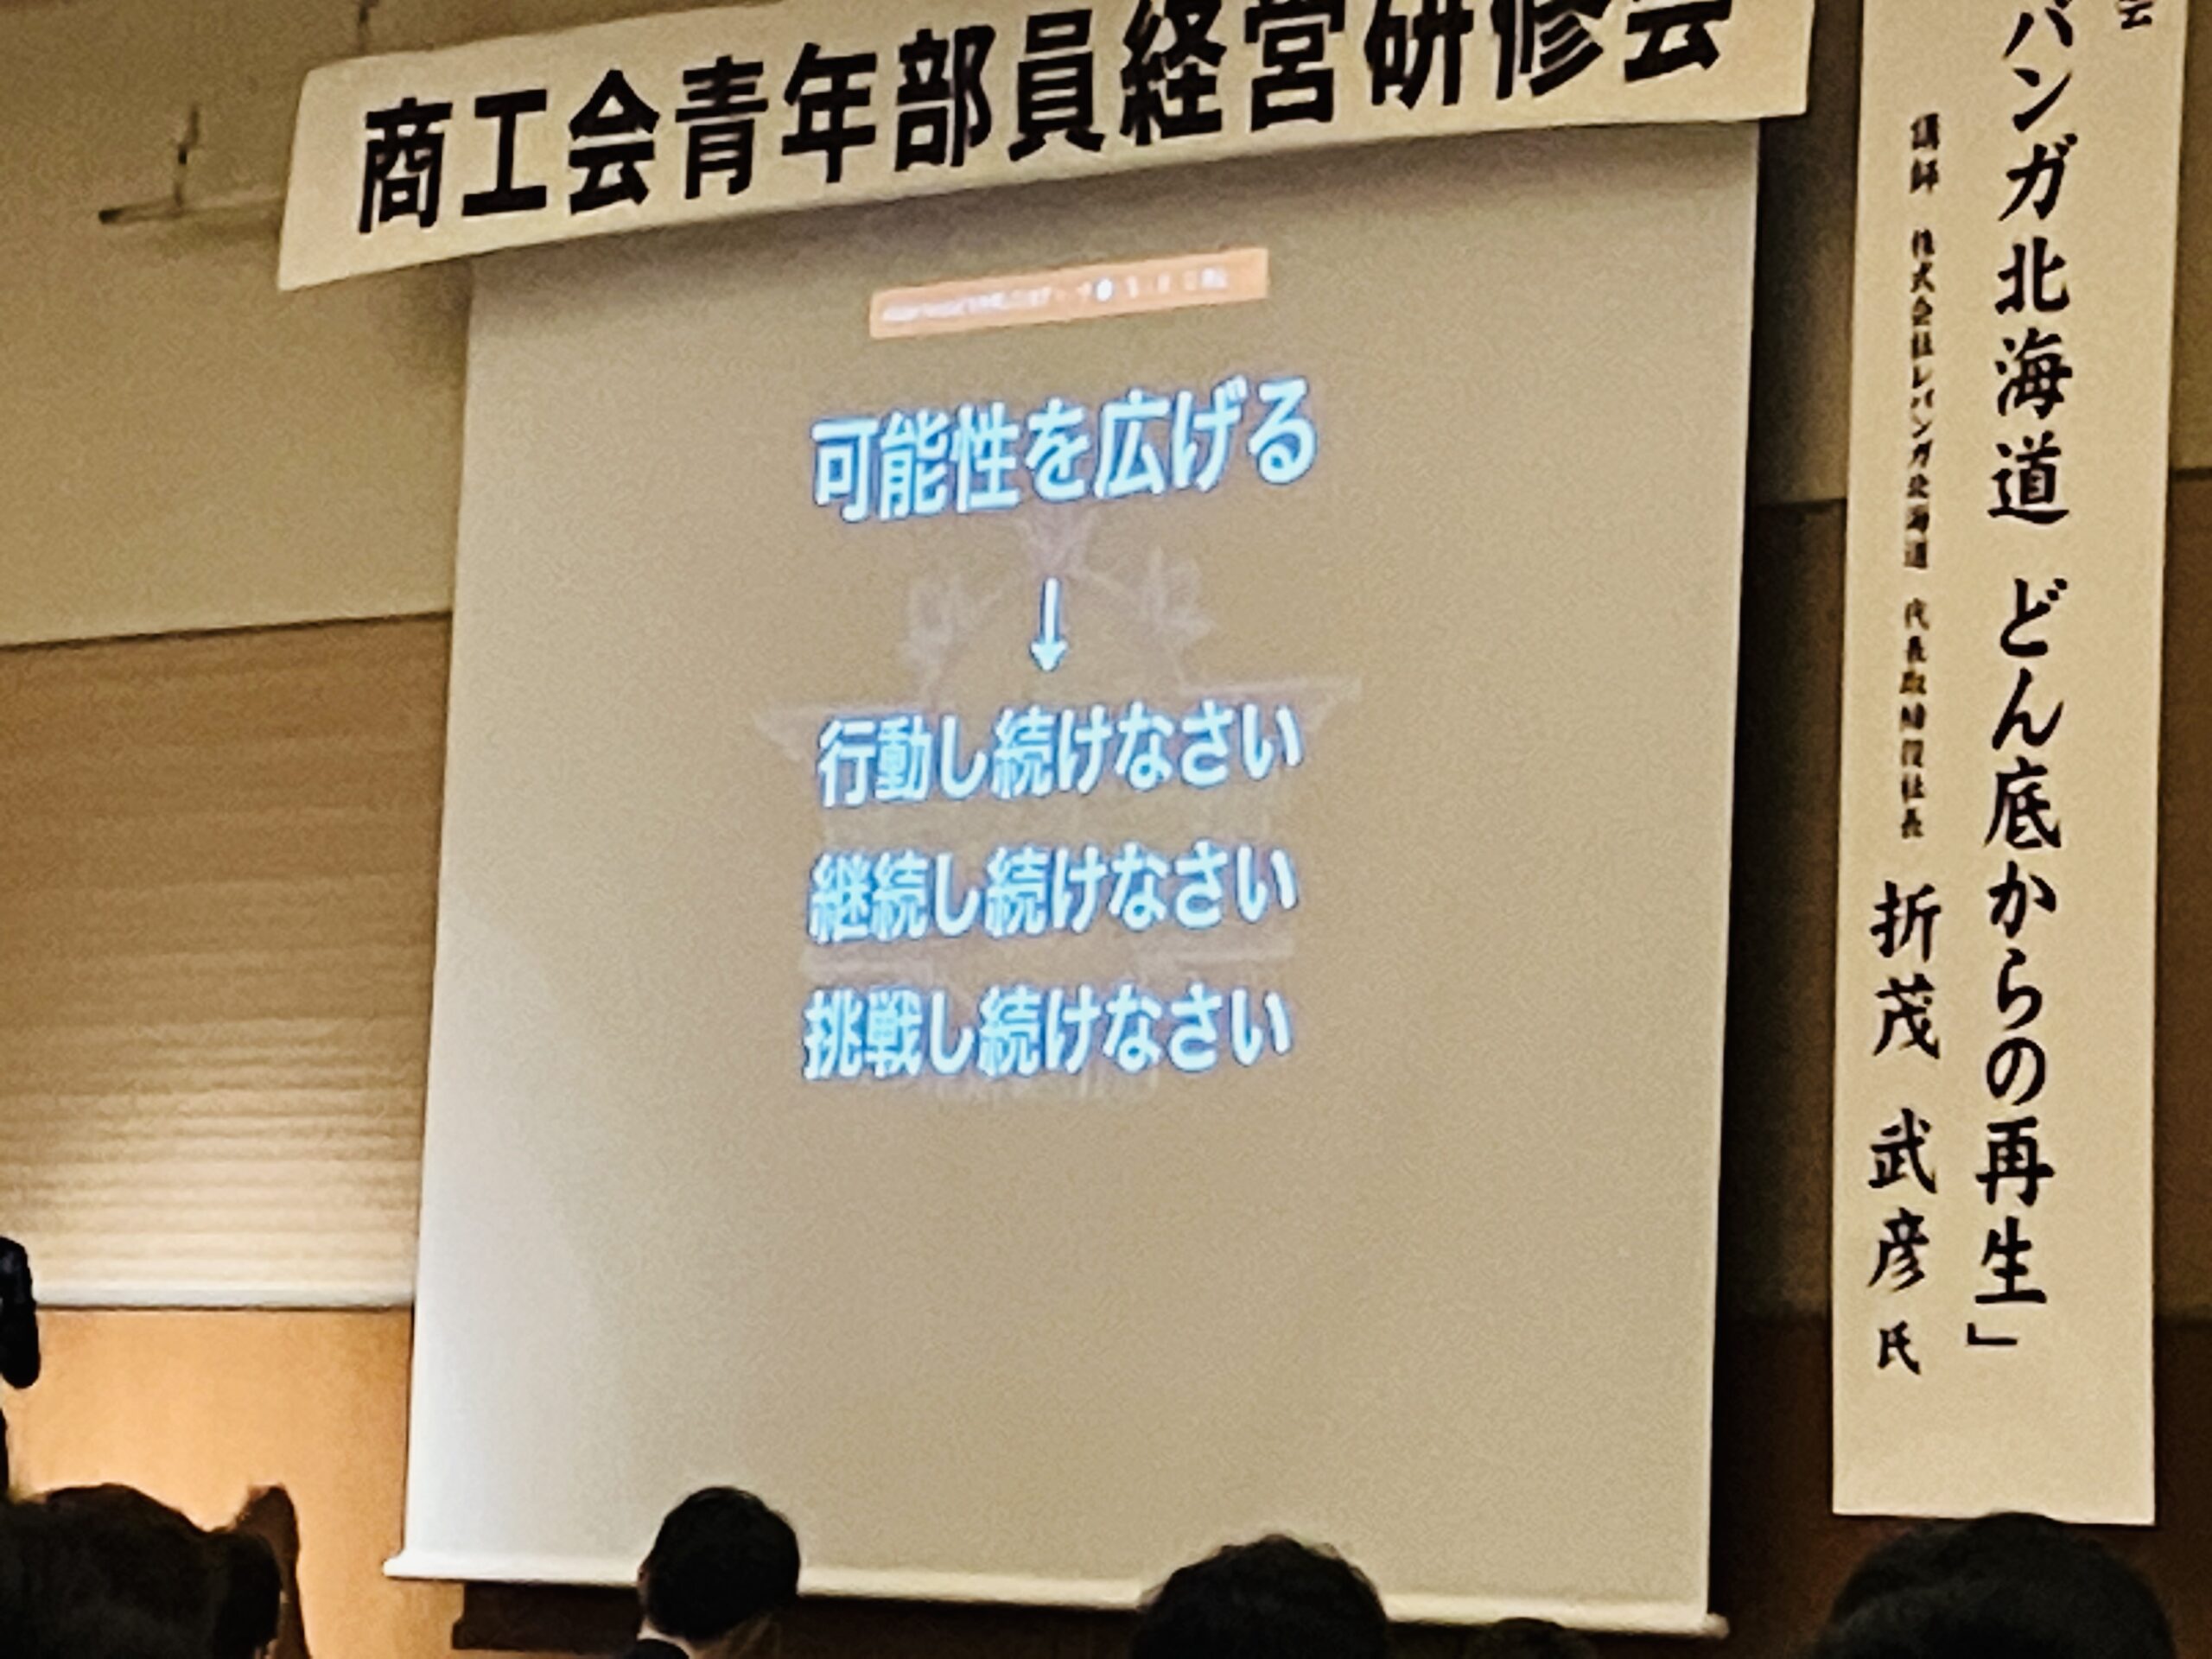 商工会青年部員経営研修会
可能性を広げる
↓
行動し続けなさい
継続し続けなさい
挑戦し続けなさい
会
バンガ北海道 どん底からの再生」
講師 株式会社レバンガ北海道 代表取締役社長 折茂 武彦 氏